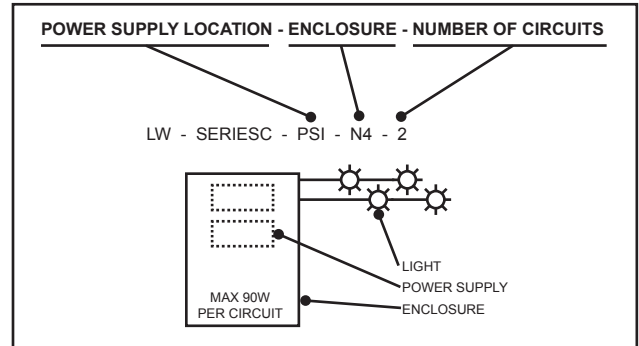 POWER SUPPLY LOCATION - ENCLOSURE - NUMBER OF CIRCUITS
LW - SERIESC - PSI - N4 - 2
LIGHT
POWER SUPPLY
ENCLOSURE
MAX 90W
PER CIRCUIT